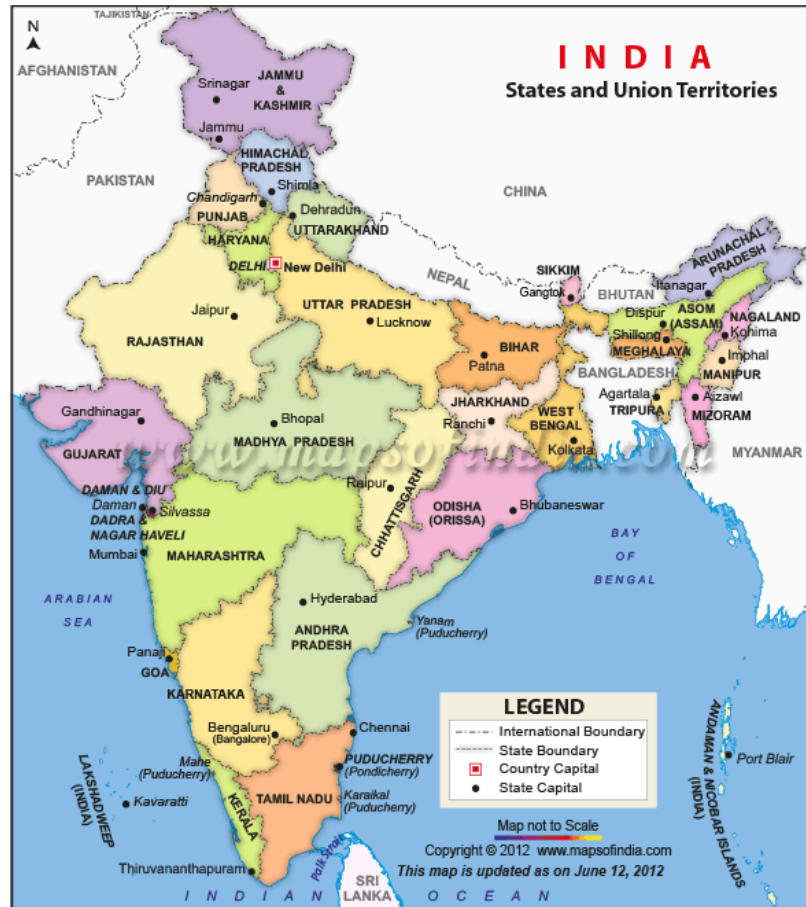 TAJIKISTAN
N
AFGHANISTAN
INDIA
States and Union Territories
JAMMU
&
KASHMIR
Srinagar
Jammu
PAKISTAN
HIMACHAL
PRADESH
Shimla
CHINA
Chandigarh
PUNJAB
Dehradun
UTTARAKHAND
HARYANA
DELHI
New Delhi
NEPAL
SIKKIM
Gangtok
BHUTAN
ARUNACHAL
PRADESH
Itanagar
Jaipur
RAJASTHAN
UTTAR PRADESH
Lucknow
Dispur
ASOM
(ASSAM)
NAGALAND
Kohima
Shillong
MEGHALAYA
BIHAR
Patna
Imphal
MANIPUR
BANGLADESH
Agartala
TRIPURA
Aizawl
MIZORAM
JHARKHAND
Ranchi
WEST
BENGAL
Kolkata
Gandhinagar
GUJARAT
Bhopal
MADHYA PRADESH
www.mapsofindia.com
MYANMAR
Raipur
CHHATTISGARH
ODISHA
(ORISSA)
Bhubaneswar
DAMAN & DIU
Daman
Silvassa
DADRA &
NAGAR HAVELI
Mumbai
MAHARASHTRA
BAY
OF
BENGAL
ARABIAN
SEA
Hyderabad
ANDHRA
PRADESH
Yanam
(Puducherry)
Panaji
GOA
KARNATAKA
Bengaluru
(Bangalore)
Chennai
Mahe
(Puducherry)
PUDUCHERRY
(Pondicherry)
TAMIL NADU
Karaikal
(Puducherry)
KERALA
LAKSHADWEEP
(INDIA)
Kavaratti
Thiruvananthapuram
Palk Strait
SRI
LANKA
INDIAN OCEAN
ANDAMAN & NICOBAR ISLANDS
(INDIA)
Port Blair
LEGEND
International Boundary
State Boundary
Country Capital
State Capital
Map not to Scale
Copyright © 2012 www.mapsofindia.com
This map is updated as on June 12, 2012